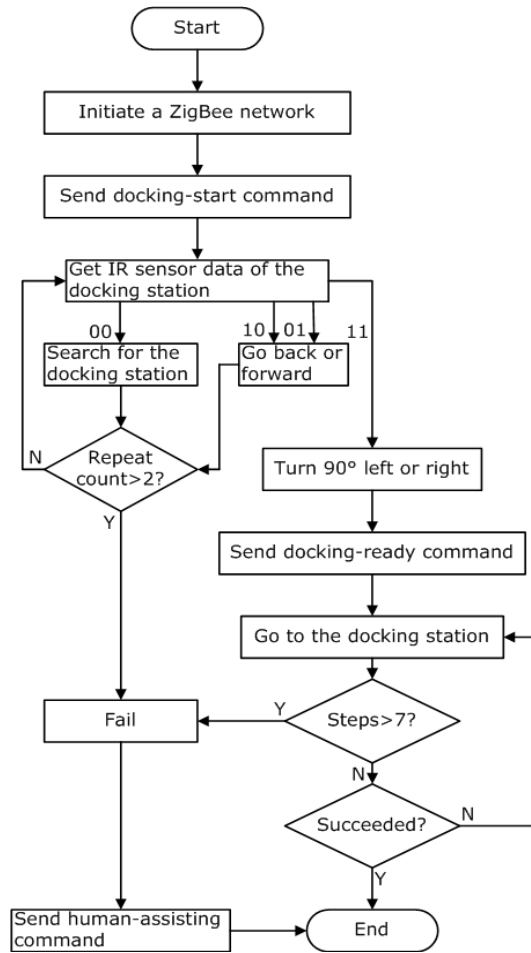 Start
Initiate a ZigBee network
Send docking-start command
Get IR sensor data of the
docking station
00
10
01
11
Search for the
docking station
Go back or
forward
N
Repeat
count>2?
Y
Turn 90° left or right
Send docking-ready command
Go to the docking station
Fail
Y
Steps>7?
N
Succeeded?
N
Y
Send human-assisting
command
End